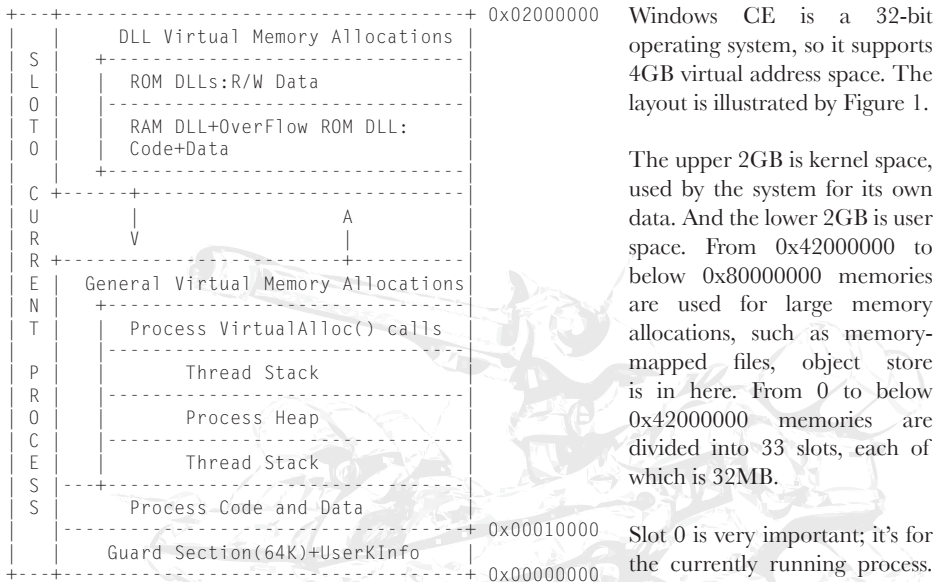 +---+----------------------------------------+ 0x02000000
|   |     DLL Virtual Memory Allocations |
| S |   +------------------------------------|
| L |   | ROM DLLs:R/W Data |
| O |   |------------------------------------|
| T |   | RAM DLL+OverFlow ROM DLL: |
| 0 |   | Code+Data |
|   |   +------------------------------------|
| C +------+---------------------------------|
| U |      |                   A |
| R |      V                   | |
| R +--------------------------+-------------|
| E | General Virtual Memory Allocations|
| N |   +------------------------------------|
| T |   | Process VirtualAlloc() calls |
|   |   |------------------------------------|
| P |   |      Thread Stack |
| R |   |------------------------------------|
| O |   |      Process Heap |
| C |   |------------------------------------|
| E |   |      Thread Stack |
| S |---+------------------------------------|
| S |     Process Code and Data |
|   |----------------------------------------+ 0x00010000
|   |   Guard Section(64K)+UserKInfo |
+---+----------------------------------------+ 0x00000000
Windows CE is a 32-bit
operating system, so it supports
4GB virtual address space. The
layout is illustrated by Figure 1.
The upper 2GB is kernel space,
used by the system for its own
data. And the lower 2GB is user
space. From 0x42000000 to
below 0x80000000 memories
are used for large memory
allocations, such as memory-
mapped files, object store
is in here. From 0 to below
0x42000000 memories are
divided into 33 slots, each of
which is 32MB.
Slot 0 is very important; it's for
the currently running process.